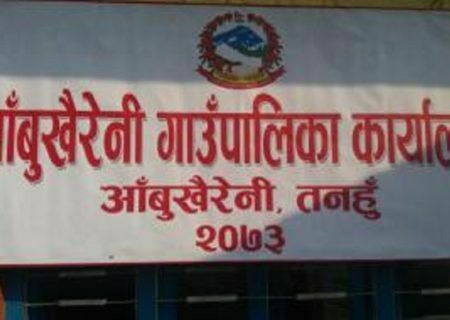 आँबुखैरेनी गाउँपालिका कार्याल
आँबुखैरेनी, तनहुँ
२०७३